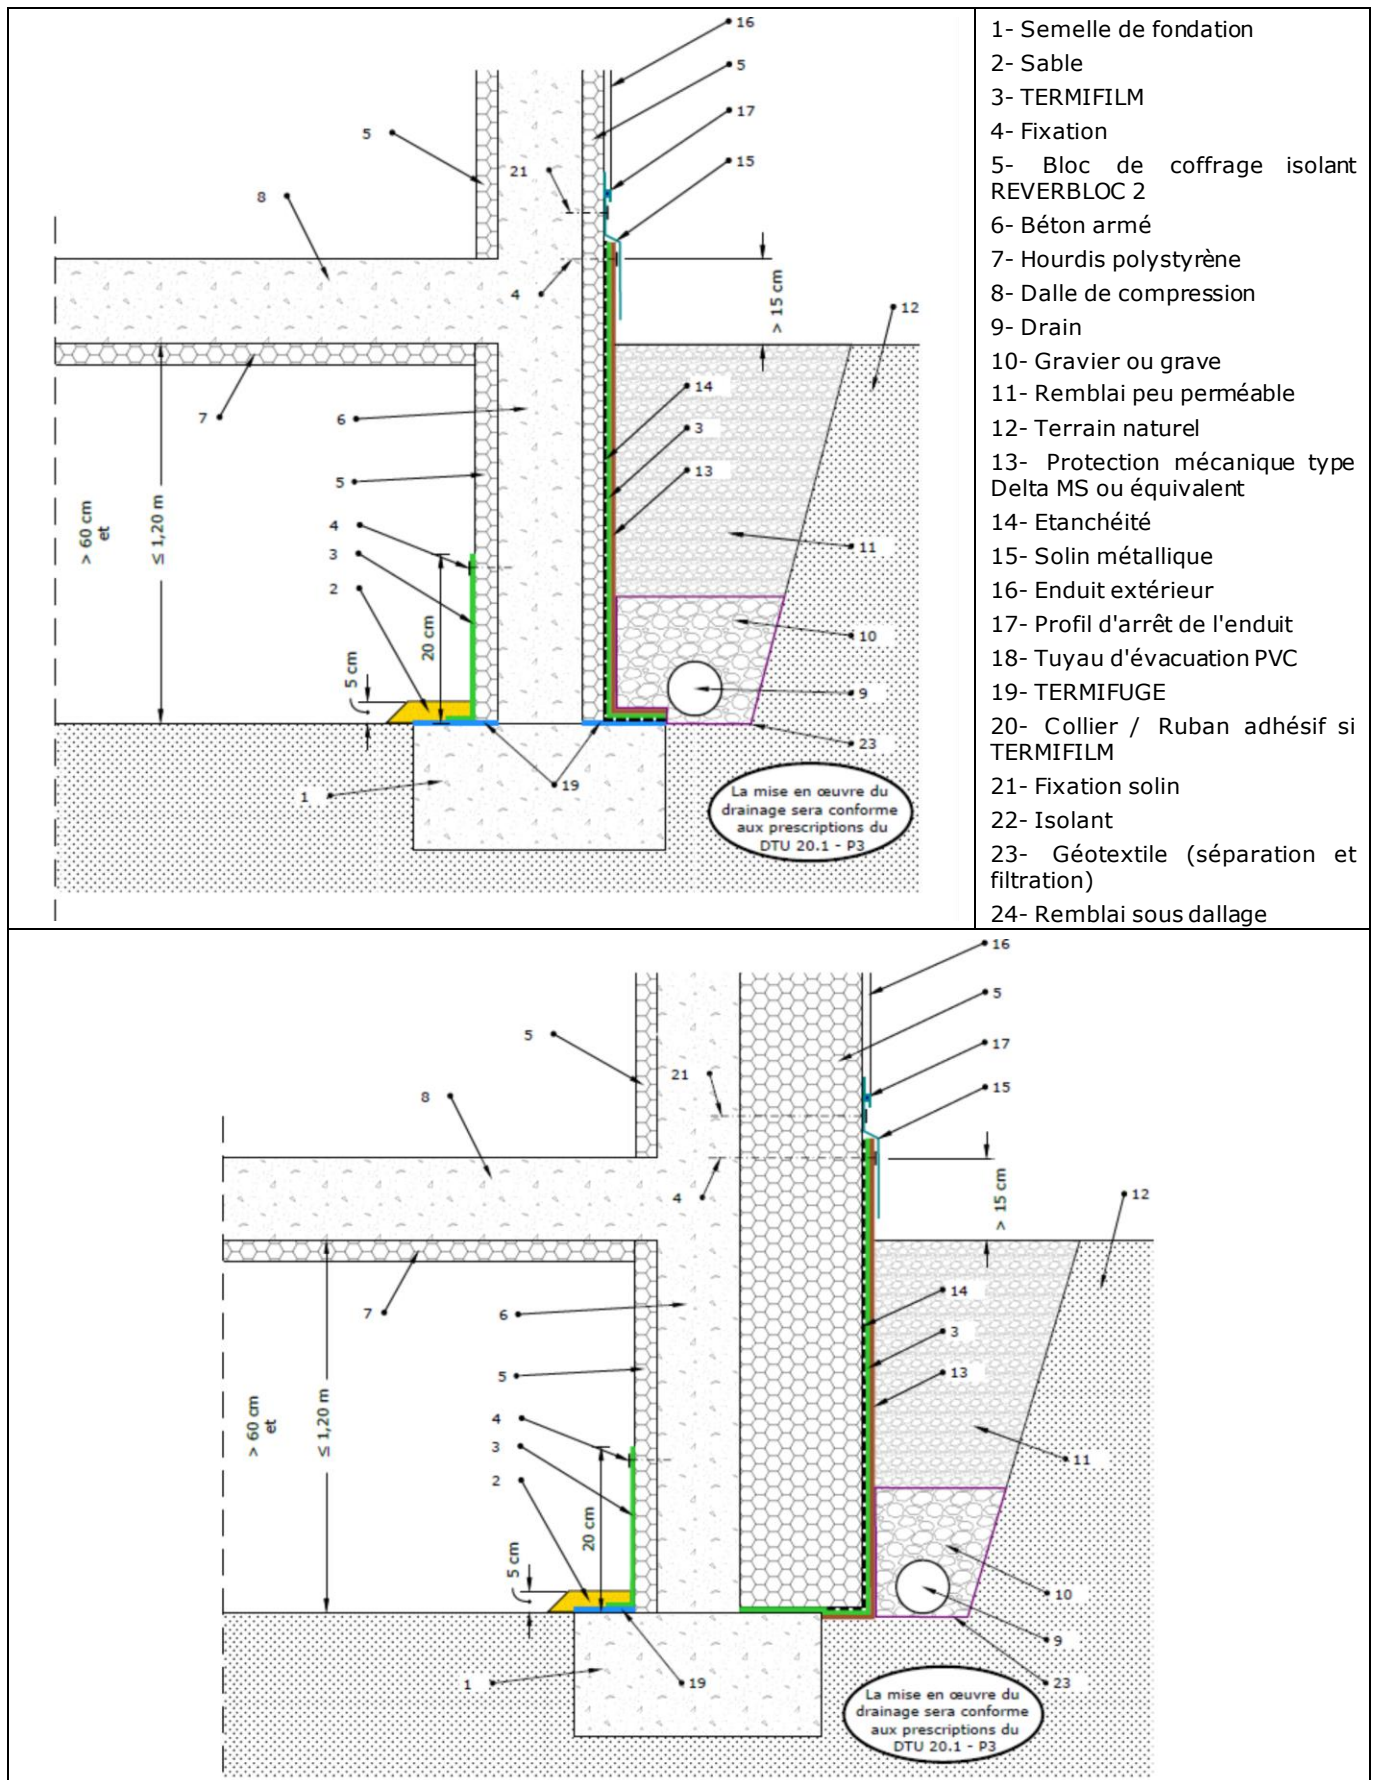 16
5
17
5
15
21
8
4
> 15 cm
12
14
7
6
3
5
13
> 60 cm
et
≤ 1,20 m
4
3
11
2
20 cm
10
5 cm
9
23
19
1
La mise en œuvre du
drainage sera conforme
aux prescriptions du
DTU 20.1 - P3
1- Semelle de fondation
2- Sable
3- TERMIFILM
4- Fixation
5- Bloc de coffrage isolant
REVERBLOC 2
6- Béton armé
7- Hourdis polystyrène
8- Dalle de compression
9- Drain
10- Gravier ou grave
11- Remblai peu perméable
12- Terrain naturel
13- Protection mécanique type
Delta MS ou équivalent
14- Etanchéité
15- Solin métallique
16- Enduit extérieur
17- Profil d'arrêt de l'enduit
18- Tuyau d'évacuation PVC
19- TERMIFUGE
20- Collier / Ruban adhésif si
TERMIFILM
21- Fixation solin
22- Isolant
23- Géotextile (séparation et
filtration)
24- Remblai sous dallage
16
5
5
17
21
15
8
4
> 15 cm
12
14
7
6
3
5
13
> 60 cm
et
≤ 1,20 m
4
3
11
2
20 cm
5 cm
10
9
1
19
23
La mise en œuvre du
drainage sera conforme
aux prescriptions du
DTU 20.1 - P3